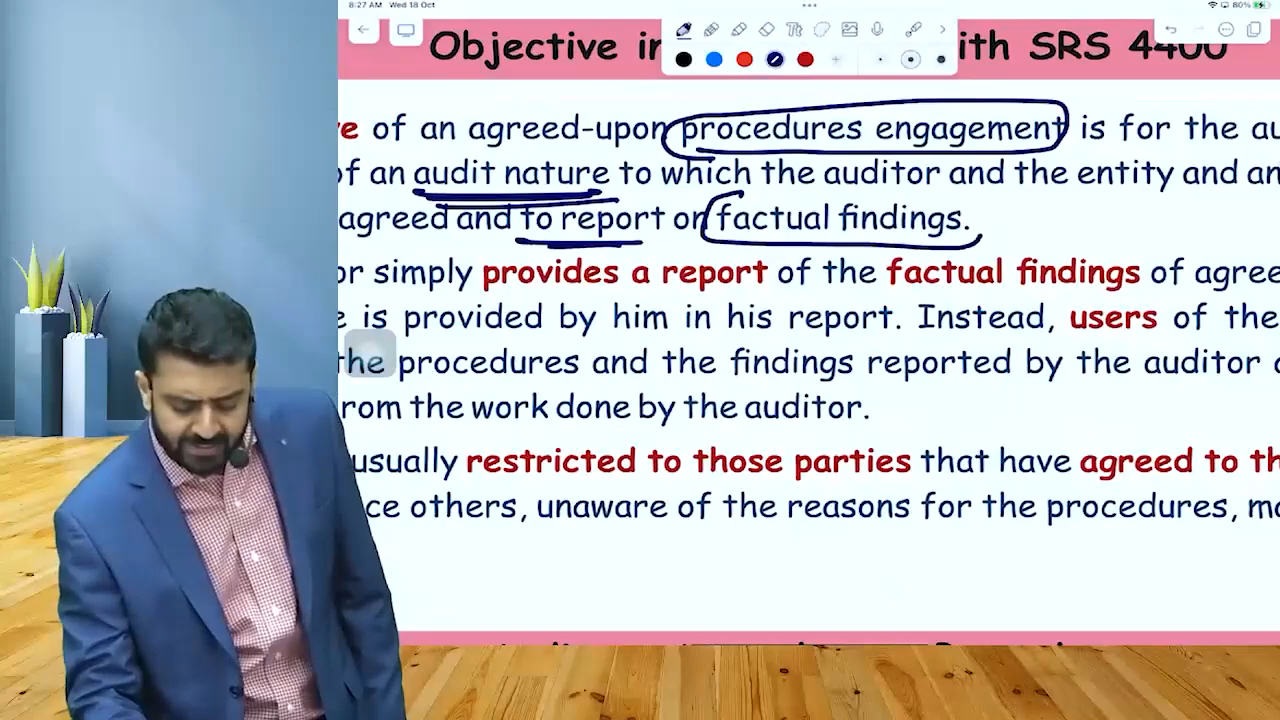 8:27 AM Wed 18 Oct
80%
Objective in ith SRS 4400
Tt
e of an agreed-upon procedures engagement is for the au
of an audit nature to which the auditor and the entity and an
agreed and to report on factual findings.
or simply provides a report of the factual findings of agree
e is provided by him in his report. Instead, users of the
the procedures and the findings reported by the auditor
rom the work done by the auditor.
usually restricted to those parties that have agreed to th
ce others, unaware of the reasons for the procedures, m